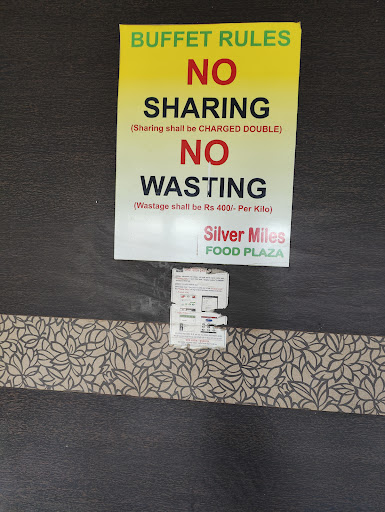 BUFFET RULES
NO
SHARING
(Sharing shall be CHARGED DOUBLE)
NO
WASTING
(Wastage shall be Rs 400/- Per Kilo)
Silver Miles
FOOD PLAZA